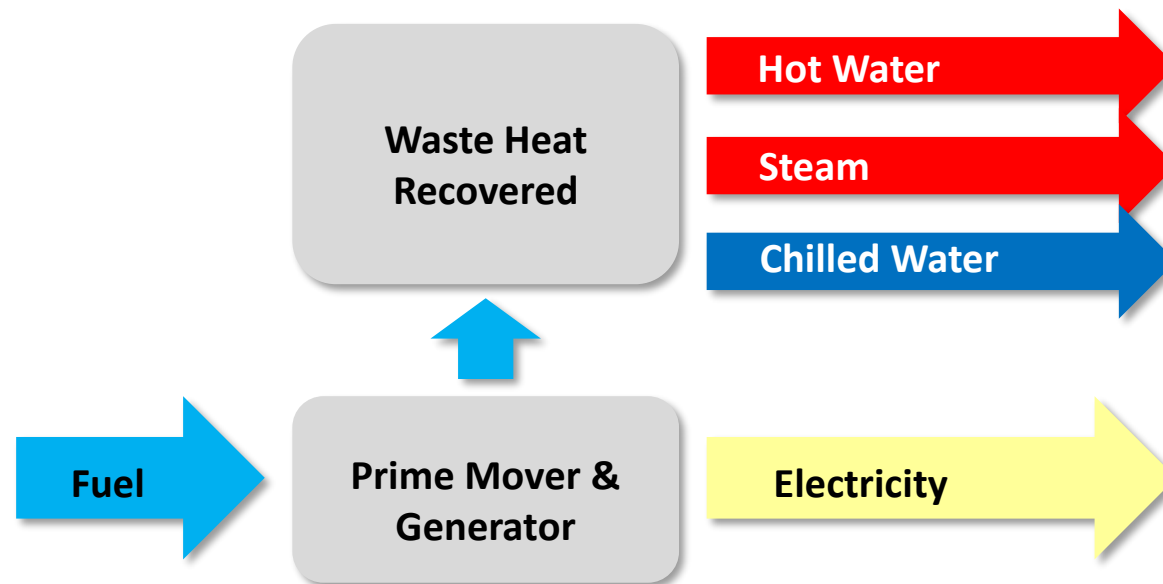 Waste Heat
Recovered
Hot Water
Steam
Chilled Water
Fuel
Prime Mover &
Generator
Electricity